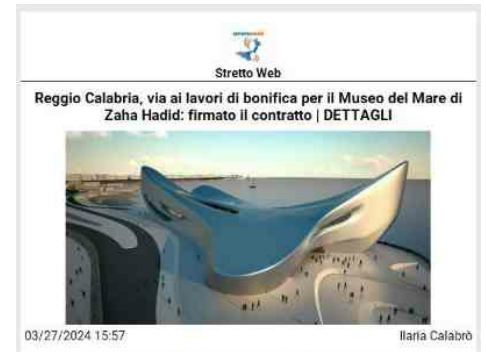 Stretto Web
Reggio Calabria, via ai lavori di bonifica per il Museo del Mare di
Zaha Hadid: firmato il contratto | DETTAGLI
03/27/2024 15:57
Ilaria Calabrò